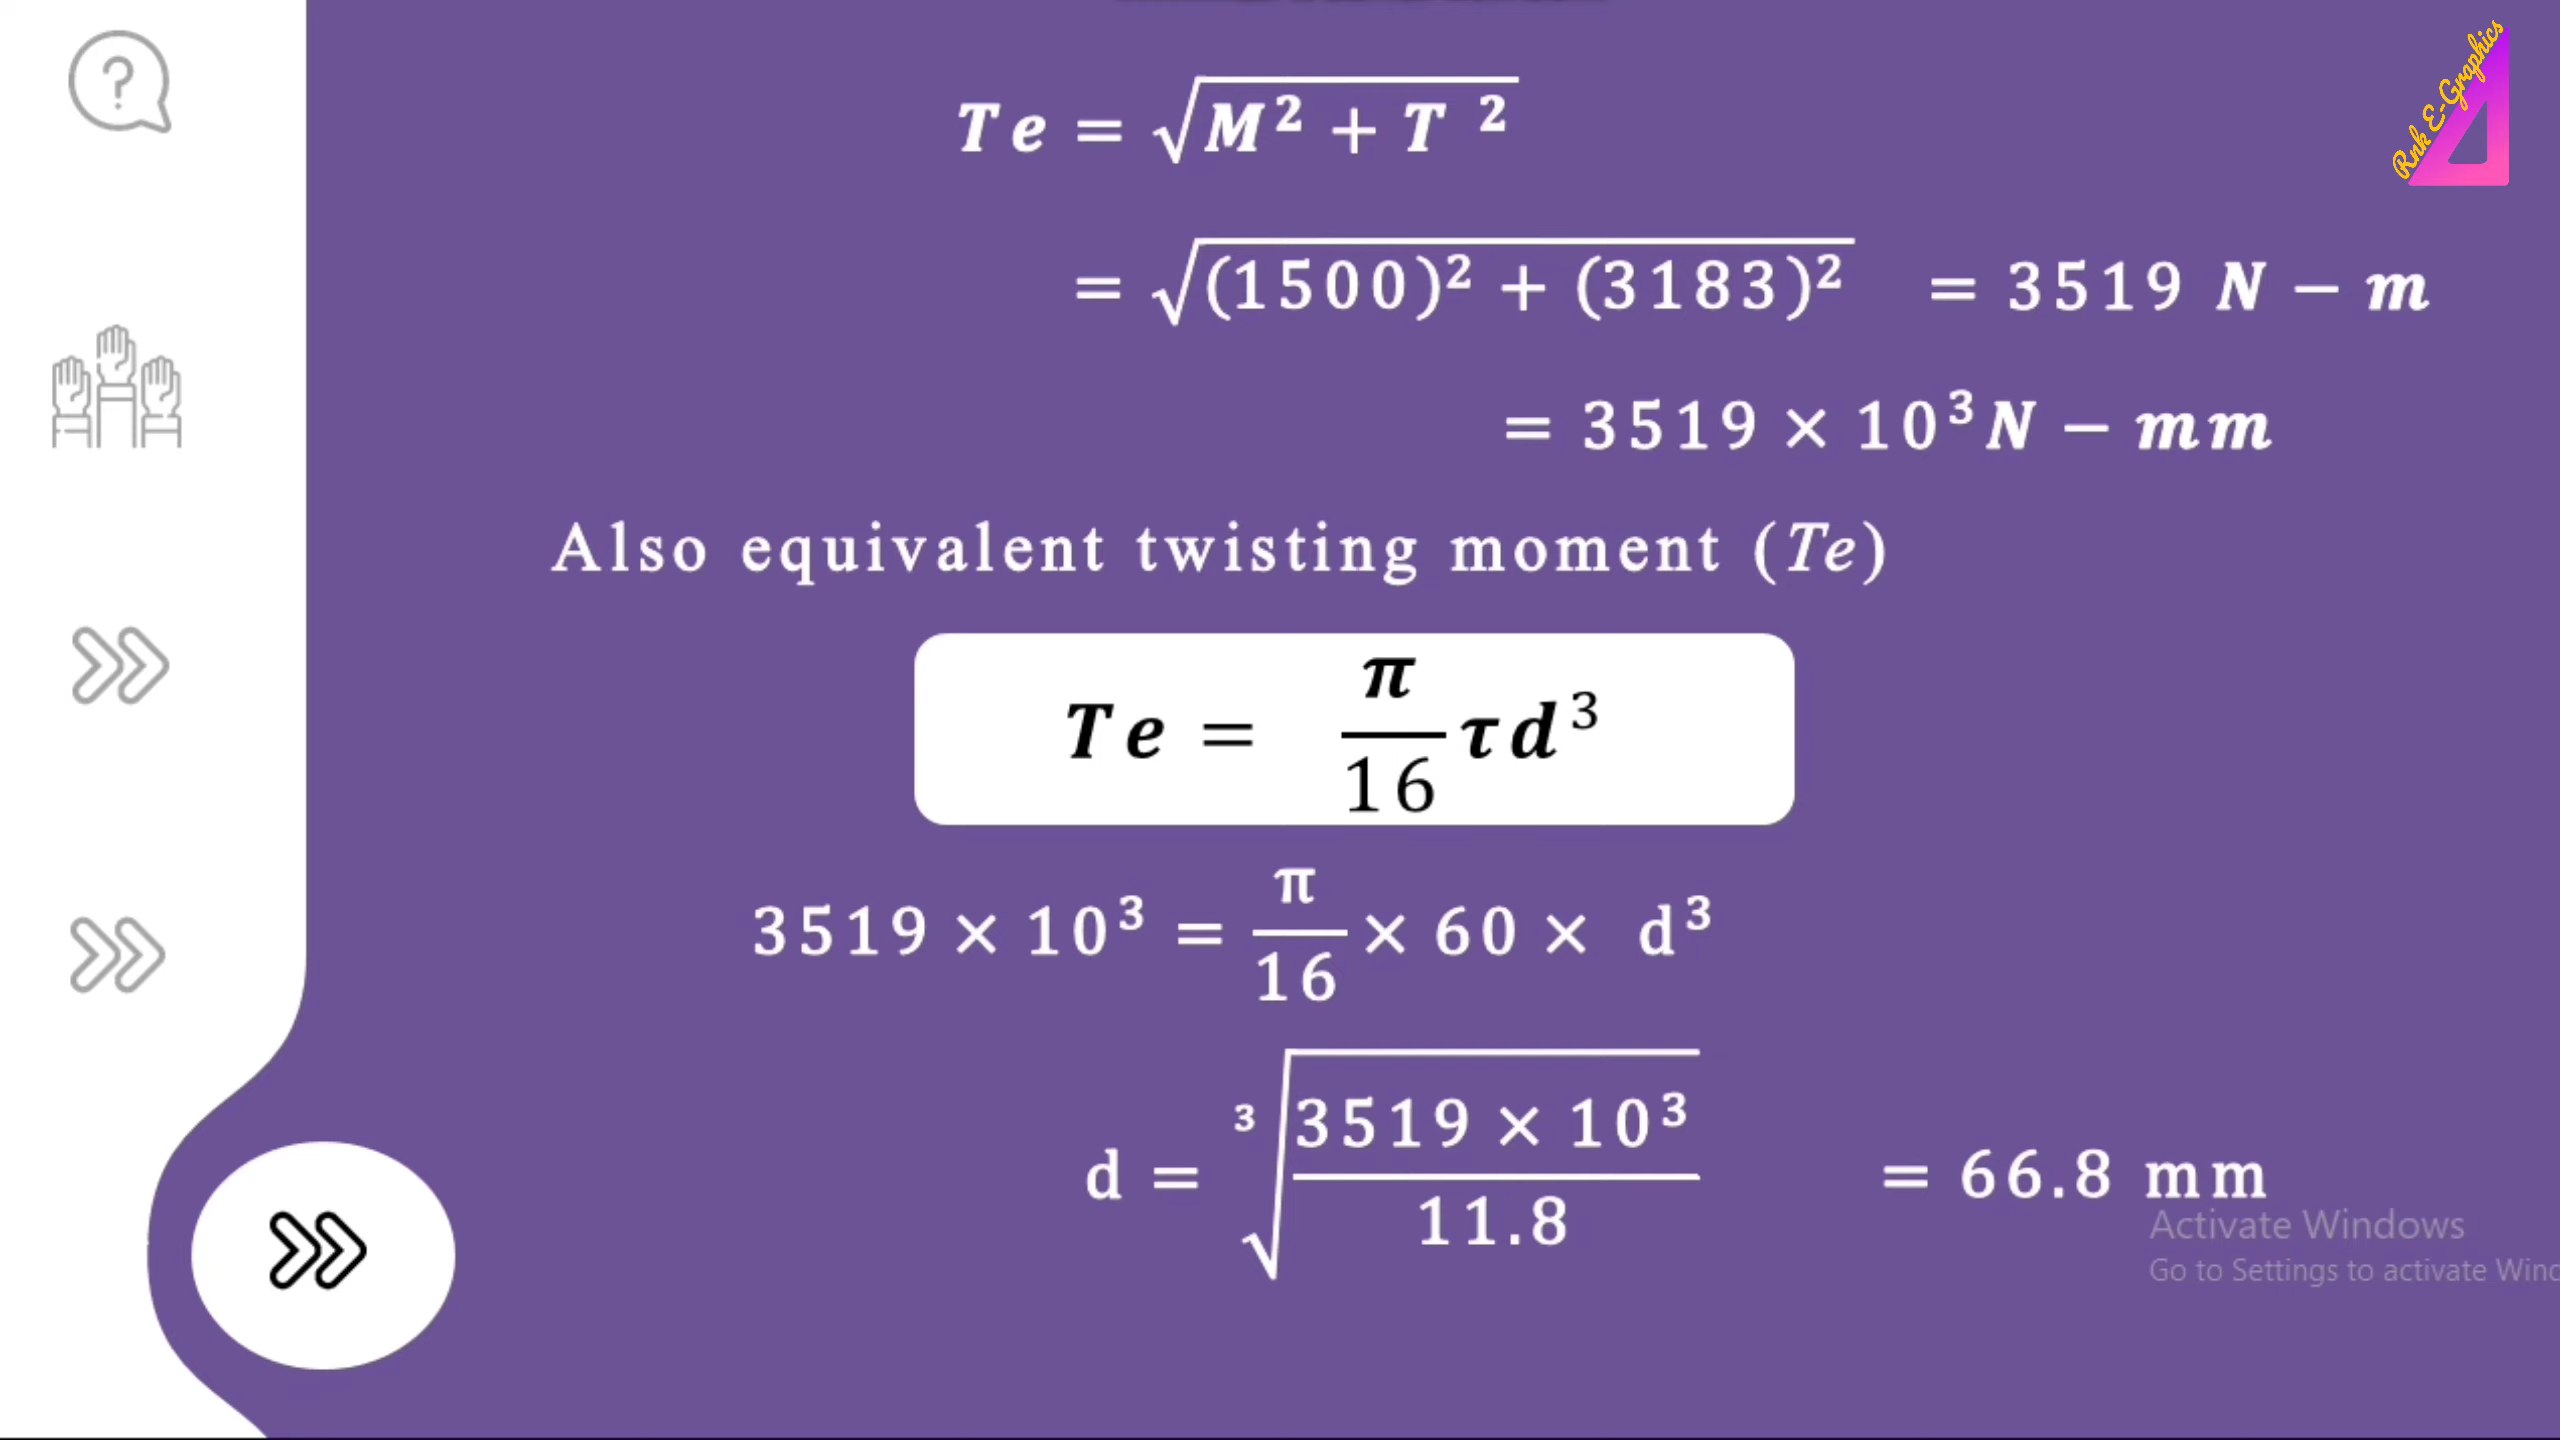 Rnk E-Graphics
Te = √(M² + T ²)
= √((1500)² + (3183)²) = 3519 N − m
= 3519 × 10³ N − mm
Also equivalent twisting moment (Te)
Te = π/16 τd³
3519 × 10³ = π/16 × 60 × d³
d = ³√(3519 × 10³/11.8) = 66.8 mm
Activate Windows
Go to Settings to activate Wind